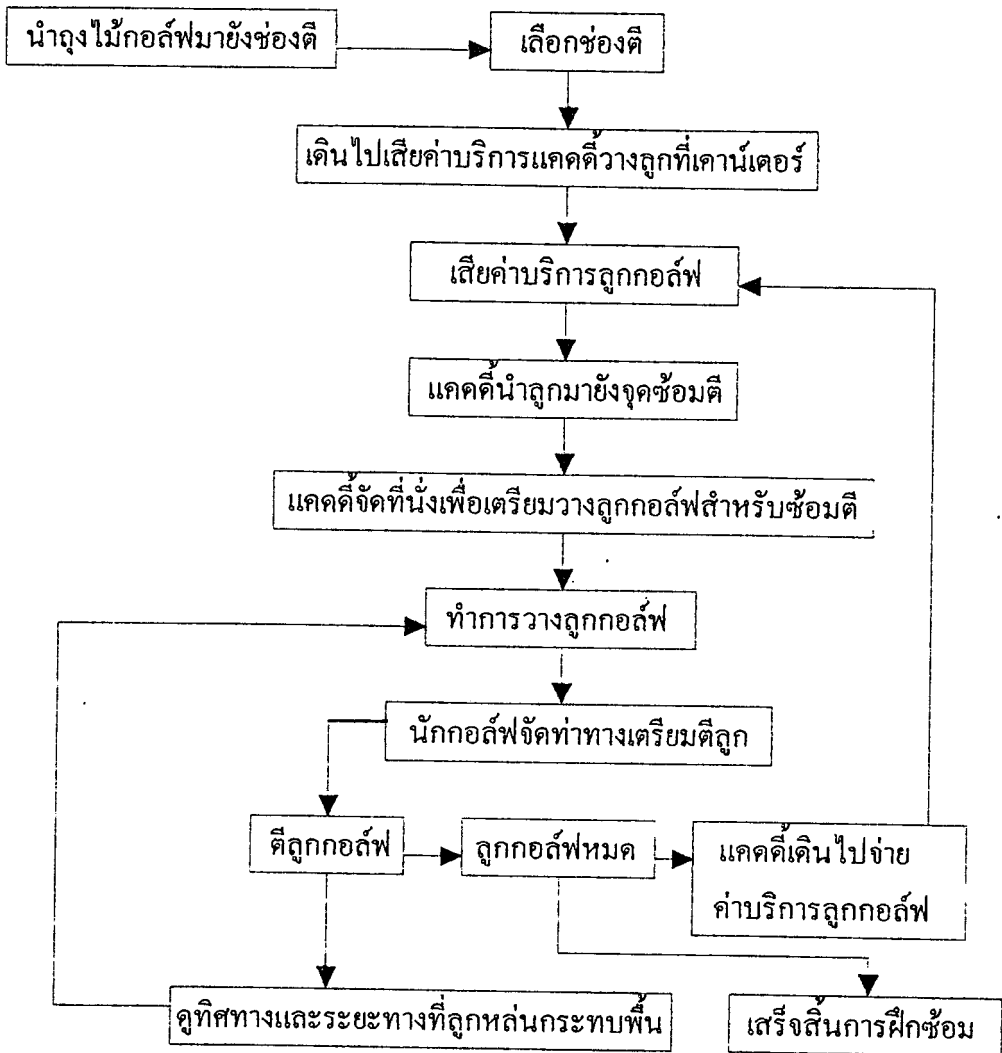 นำถุงไม้กอล์ฟมายังช่องตี
เลือกช่องตี
เดินไปเสียค่าบริการแคดดี้วางลูกที่เคาน์เตอร์
เสียค่าบริการลูกกอล์ฟ
แคดดี้นำลูกมายังจุดซ้อมตี
แคดดี้จัดที่นั่งเพื่อเตรียมวางลูกกอล์ฟสำหรับซ้อมตี
ทำการวางลูกกอล์ฟ
นักกอล์ฟจัดท่าทางเตรียมตีลูก
ตีลูกกอล์ฟ
ลูกกอล์ฟหมด
แคดดี้เดินไปจ่าย
ค่าบริการลูกกอล์ฟ
ดูทิศทางและระยะทางที่ลูกหล่นกระทบพื้น
เสร็จสิ้นการฝึกซ้อม